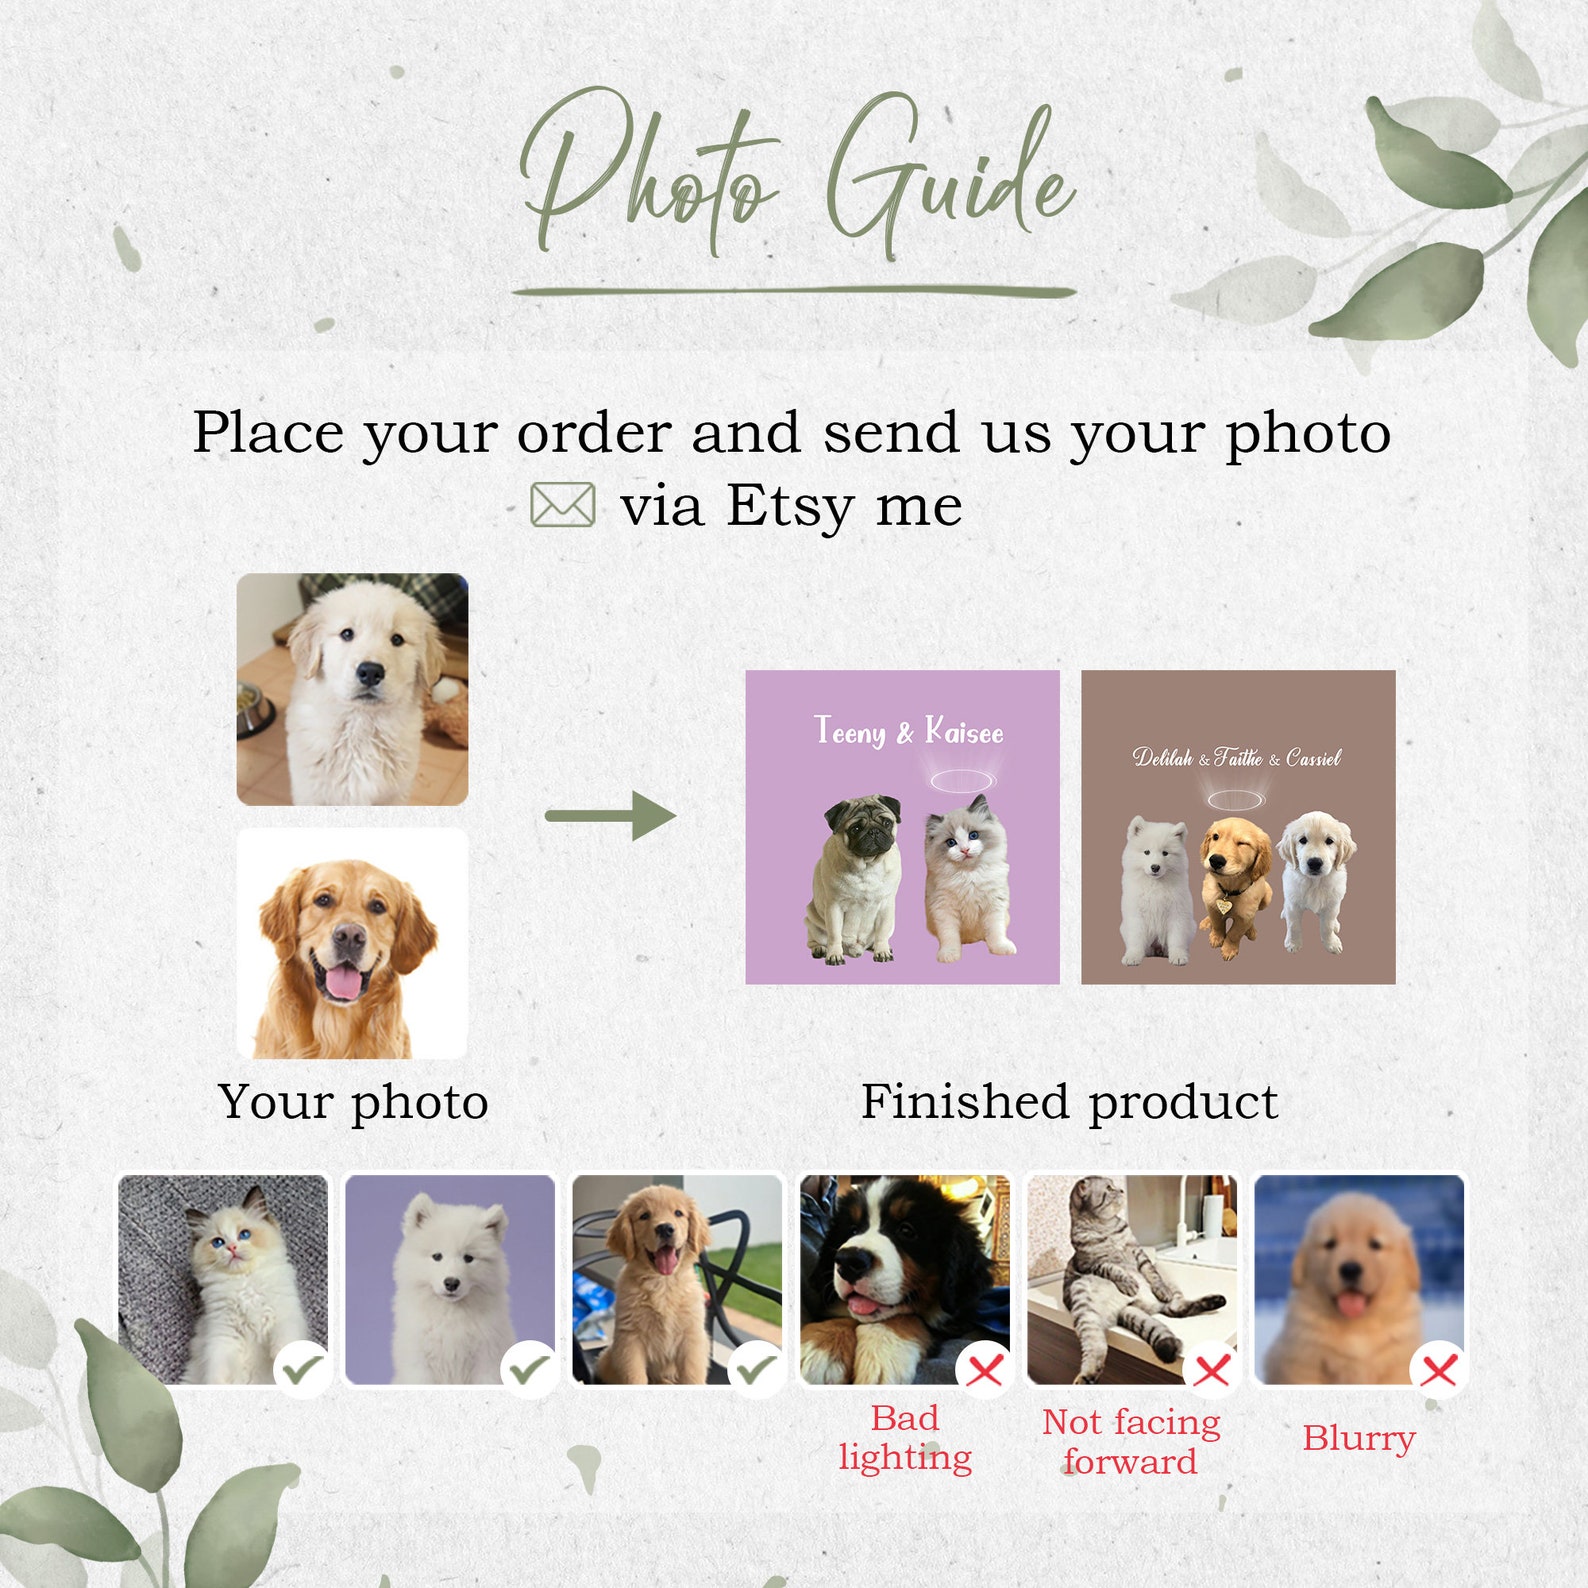 Photo Guide
Place your order and send us your photo
via Etsy me
Teeny & Kaisee
Delilah & Faithe & Cassiel
Your photo
Finished product
Bad
lighting
Not facing
forward
Blurry